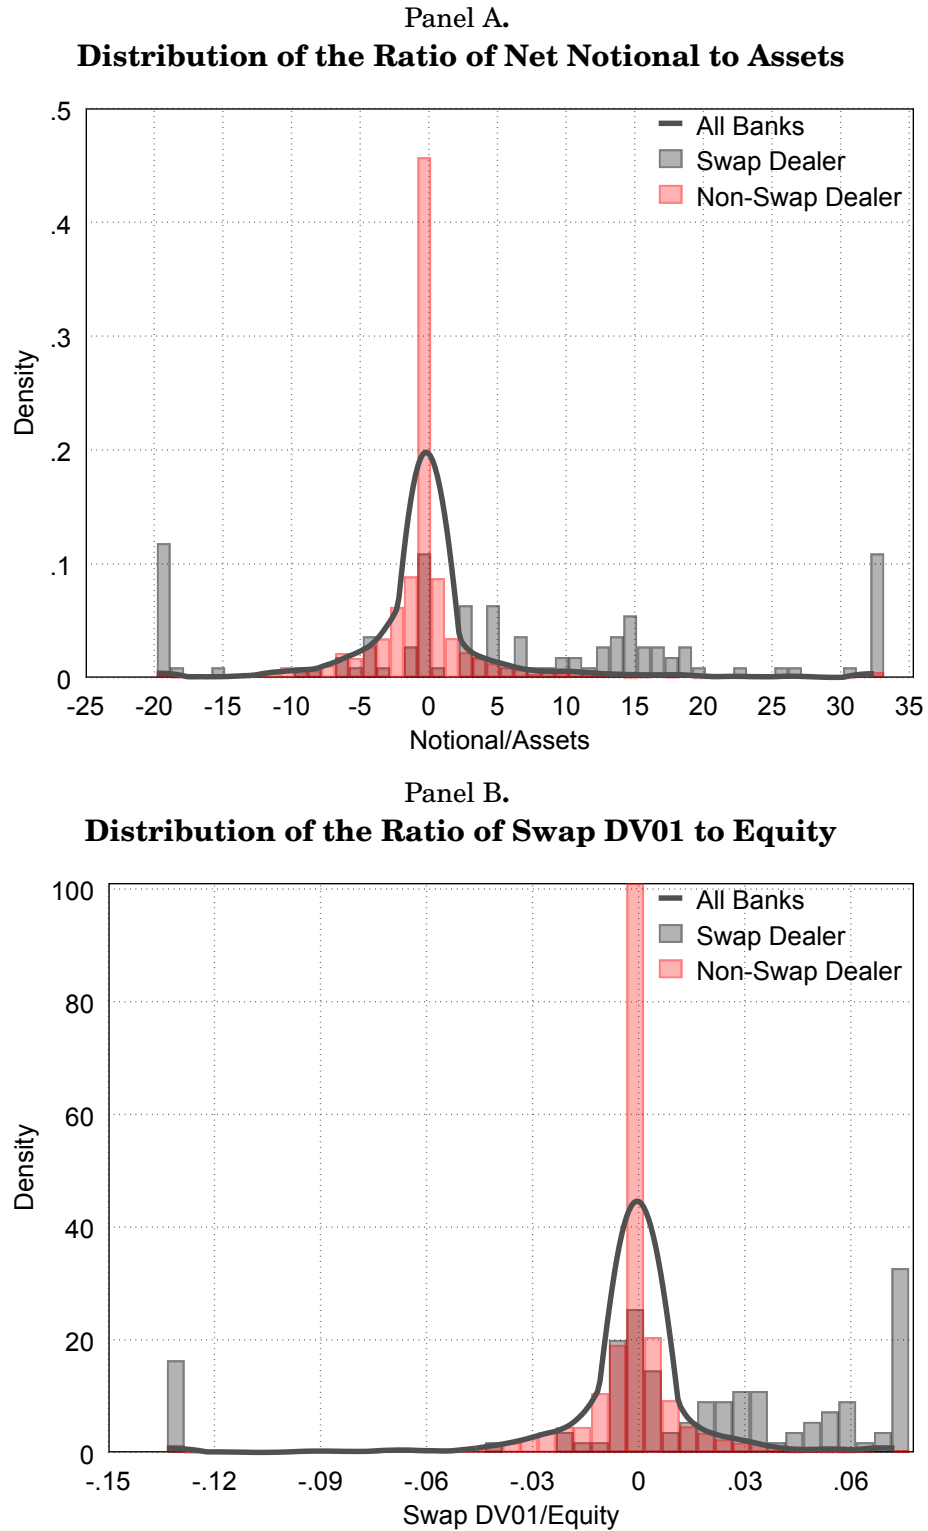 Panel A.
Distribution of the Ratio of Net Notional to Assets
.5
.4
.3
.2
.1
0
Density
All Banks
Swap Dealer
Non-Swap Dealer
-25 -20 -15 -10 -5 0 5 10 15 20 25 30 35
Notional/Assets
Panel B.
Distribution of the Ratio of Swap DV01 to Equity
100
80
60
40
20
0
Density
All Banks
Swap Dealer
Non-Swap Dealer
-.15 -.12 -.09 -.06 -.03 0 .03 .06
Swap DV01/Equity